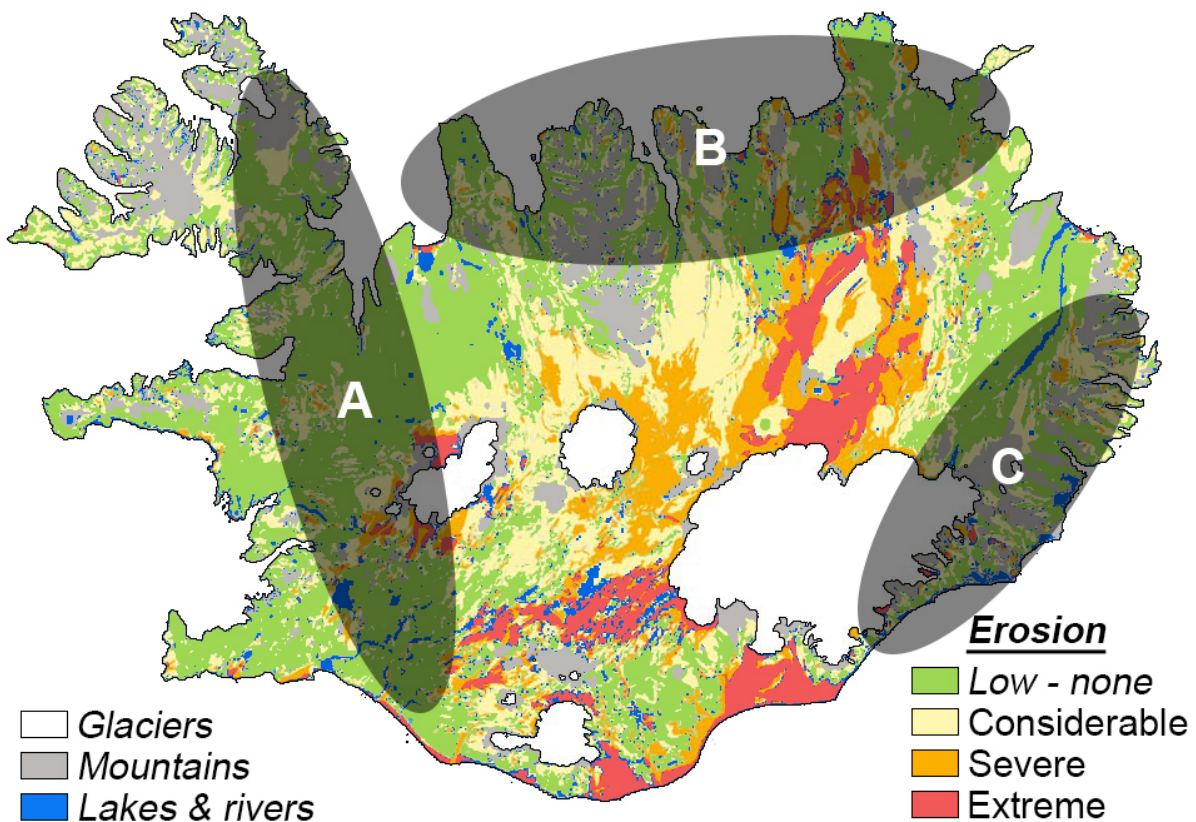 B
A
C
Erosion
Low - none
Considerable
Severe
Extreme
Glaciers
Mountains
Lakes & rivers